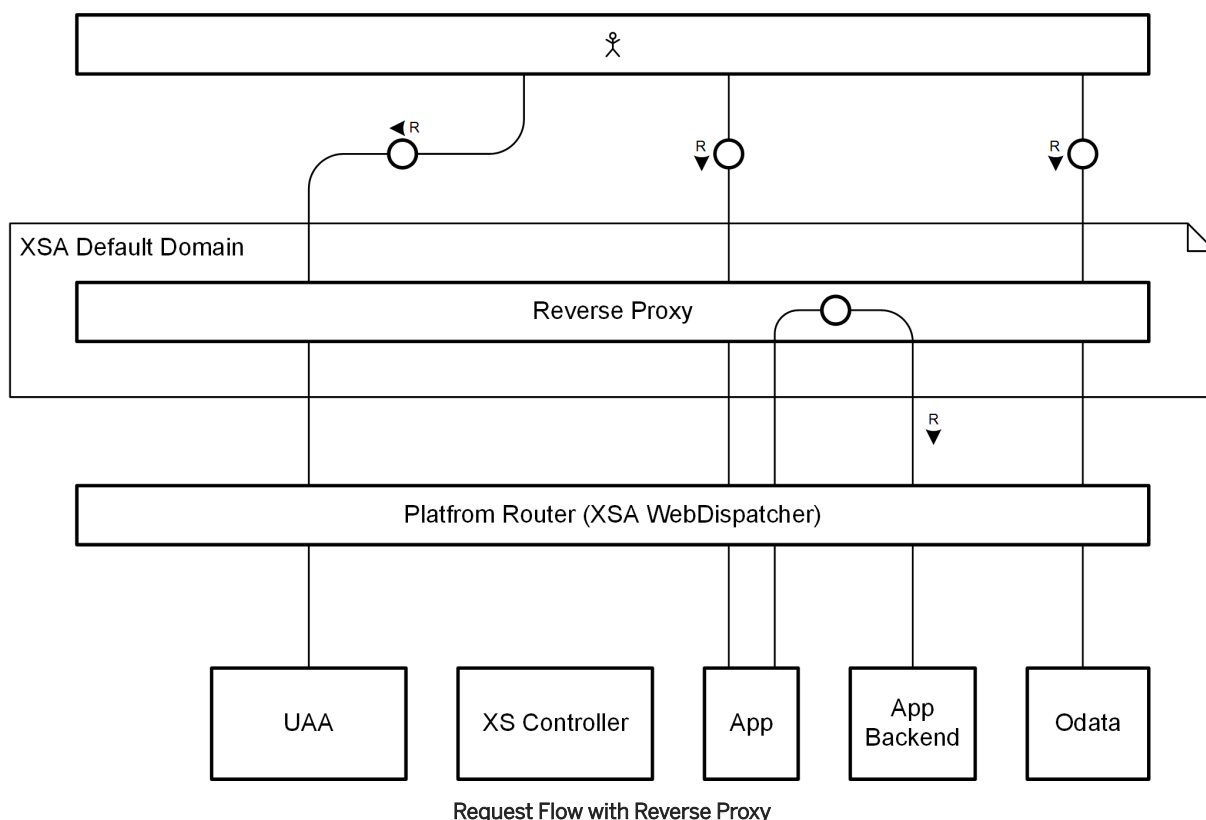 R
R
R
XSA Default Domain
Reverse Proxy
R
Platfrom Router (XSA WebDispatcher)
UAA
XS Controller
App
App
Backend
Odata
Request Flow with Reverse Proxy